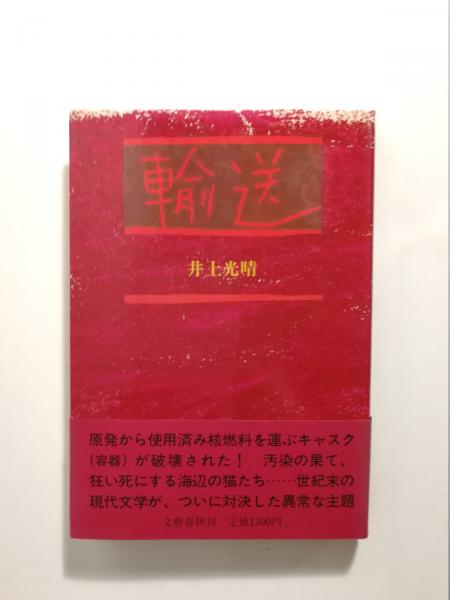 輸送
井上光晴
原発から使用済み核燃料を運ぶキャスク
(容器)が破壊された! 汚染の果て、
狂い死にする海辺の猫たち……世紀末の
現代文学が、ついに対決した異常な主題
文藝春秋刊 定価1300円